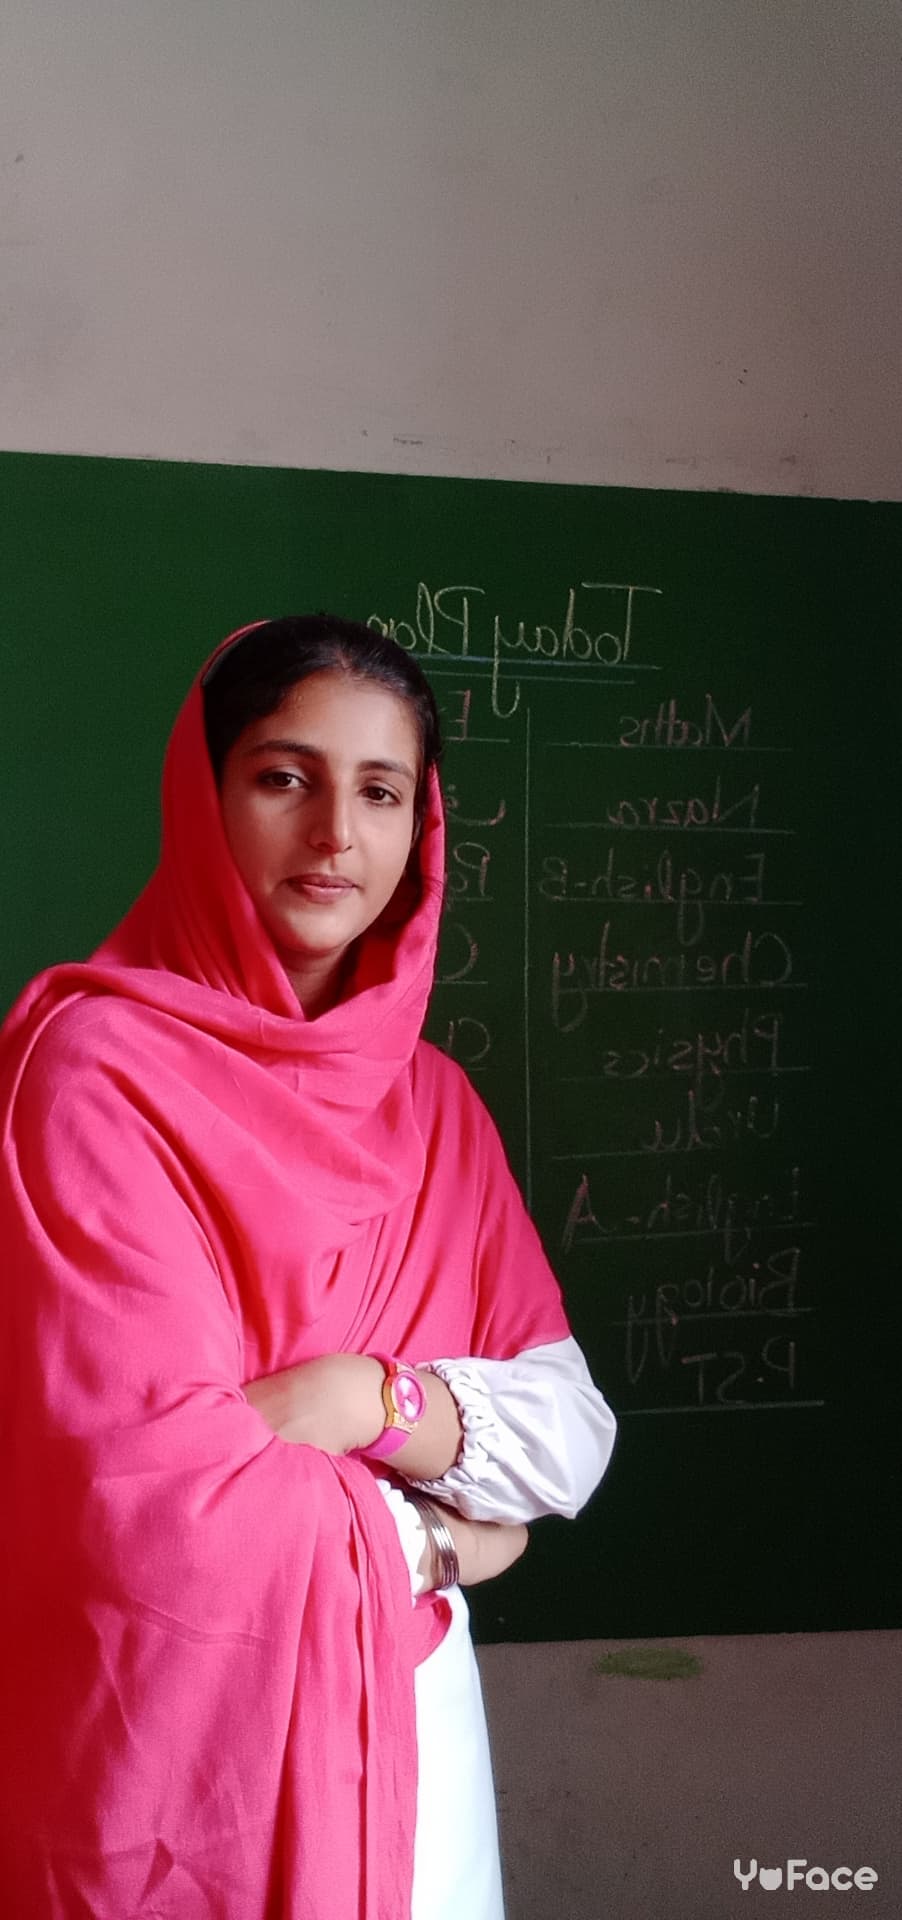 Today Plan
Maths
Nazra
English-B
Chemistry
Physics
Urdu
English-A
Biology
P.ST
YouFace